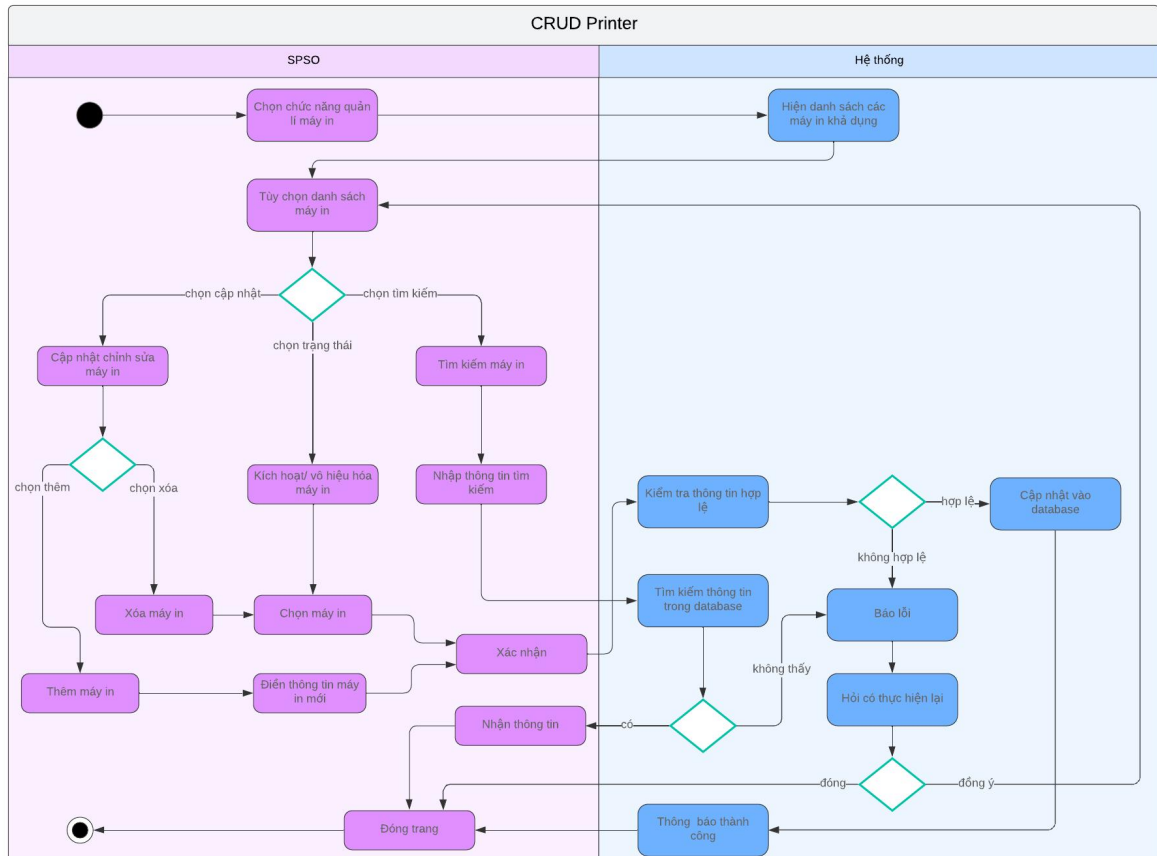 CRUD Printer
SPSO
Hệ thống
Chọn chức năng quản
lí máy in
Hiện danh sách các
máy in khả dụng
Tùy chọn danh sách
máy in
chọn cập nhật
chọn tìm kiếm
chọn trạng thái
Cập nhật chỉnh sửa
máy in
Tìm kiếm máy in
chọn thêm
chọn xóa
Kích hoạt/ vô hiệu hóa
máy in
Nhập thông tin tìm
kiếm
Kiểm tra thông tin hợp
lệ
hợp lệ
Cập nhật vào
database
không hợp lệ
Xóa máy in
Chọn máy in
Tìm kiếm thông tin
trong database
Báo lỗi
Xác nhận
không thấy
Thêm máy in
Điền thông tin máy
in mới
Hỏi có thực hiện lại
Nhận thông tin
có
đóng
đồng ý
Đóng trang
Thông báo thành
công